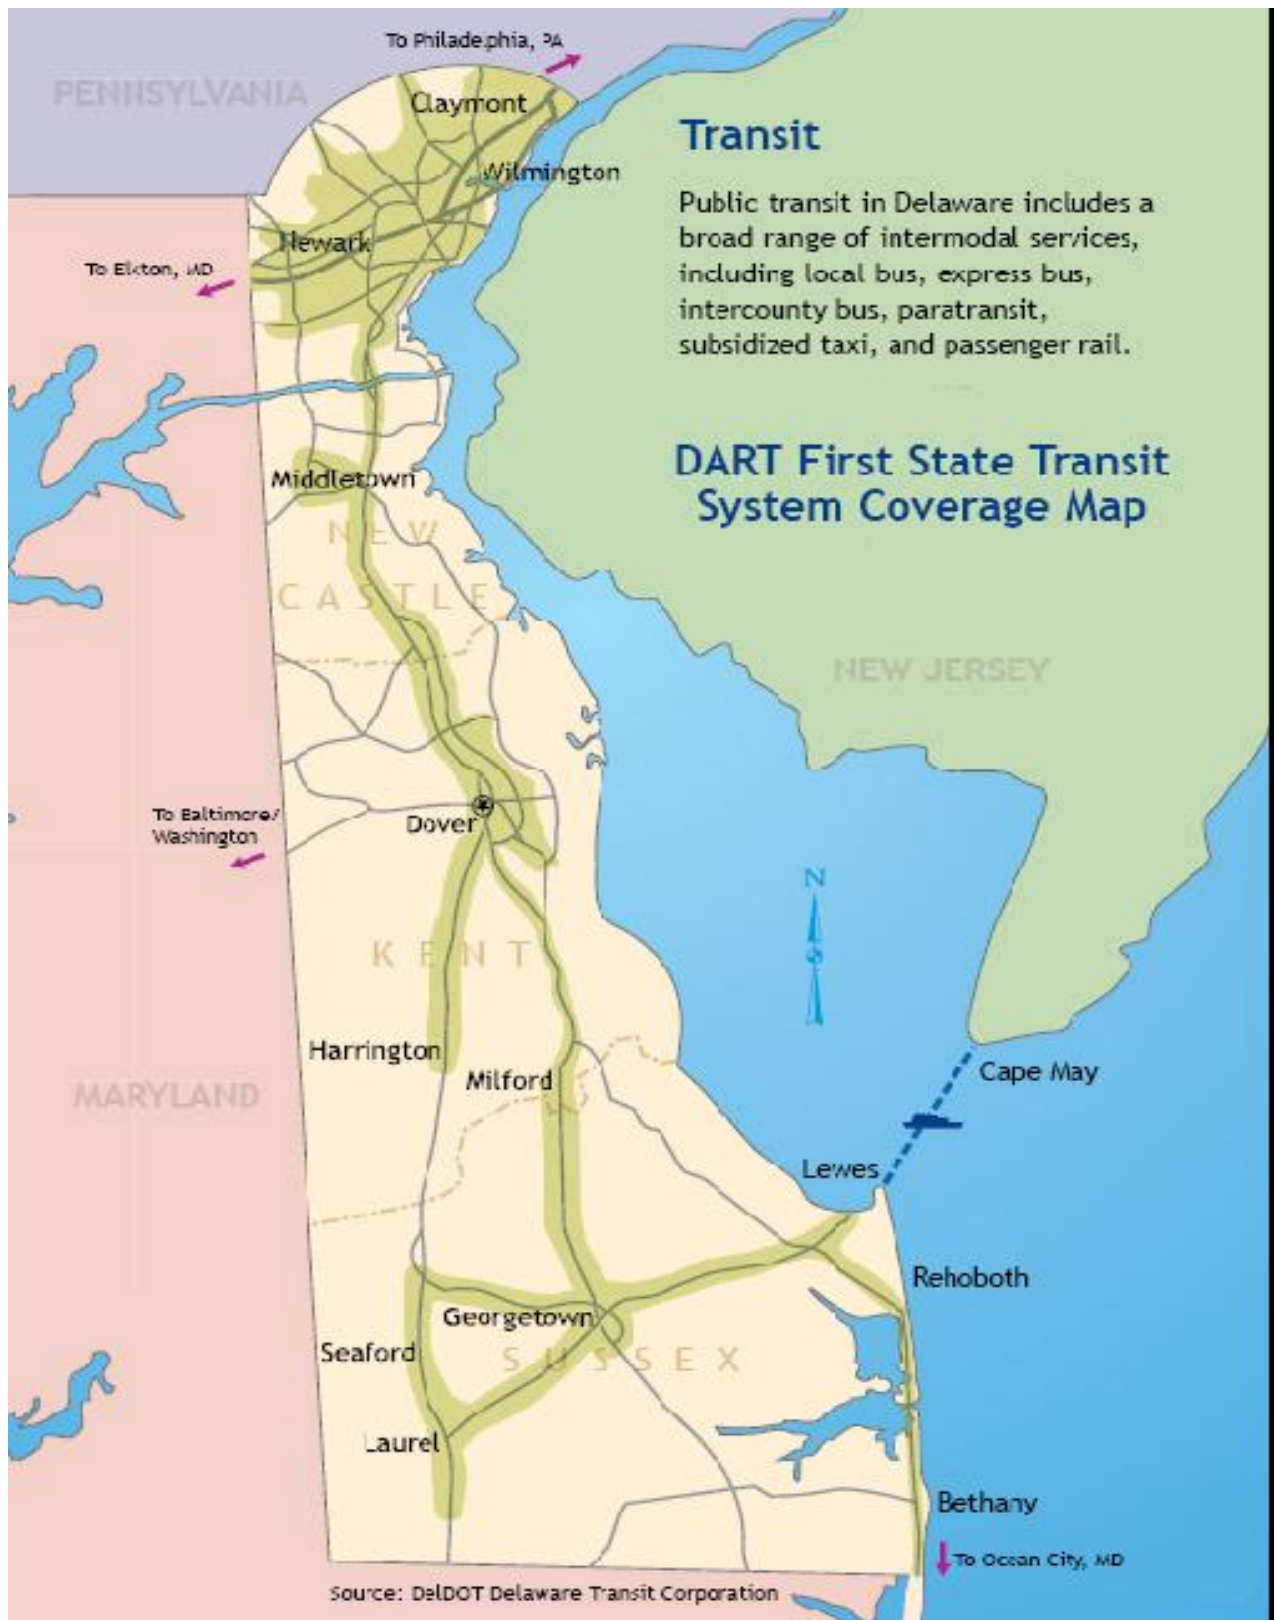 To Philadelphia, PA
PENNSYLVANIA
Claymont
Transit
Wilmington
Public transit in Delaware includes a
broad range of intermodal services,
including local bus, express bus,
intercounty bus, paratransit,
subsidized taxi, and passenger rail.
Newark
To Elkton, MD
DART First State Transit
System Coverage Map
Middletown
NEW
CASTLE
NEW JERSEY
To Baltimore/
Washington
Dover
N
KENT
Harrington
Milford
Cape May
MARYLAND
Lewes
Rehoboth
Georgetown
Seaford
SUSSEX
Laurel
Bethany
To Ocean City, MD
Source: DelDOT Delaware Transit Corporation